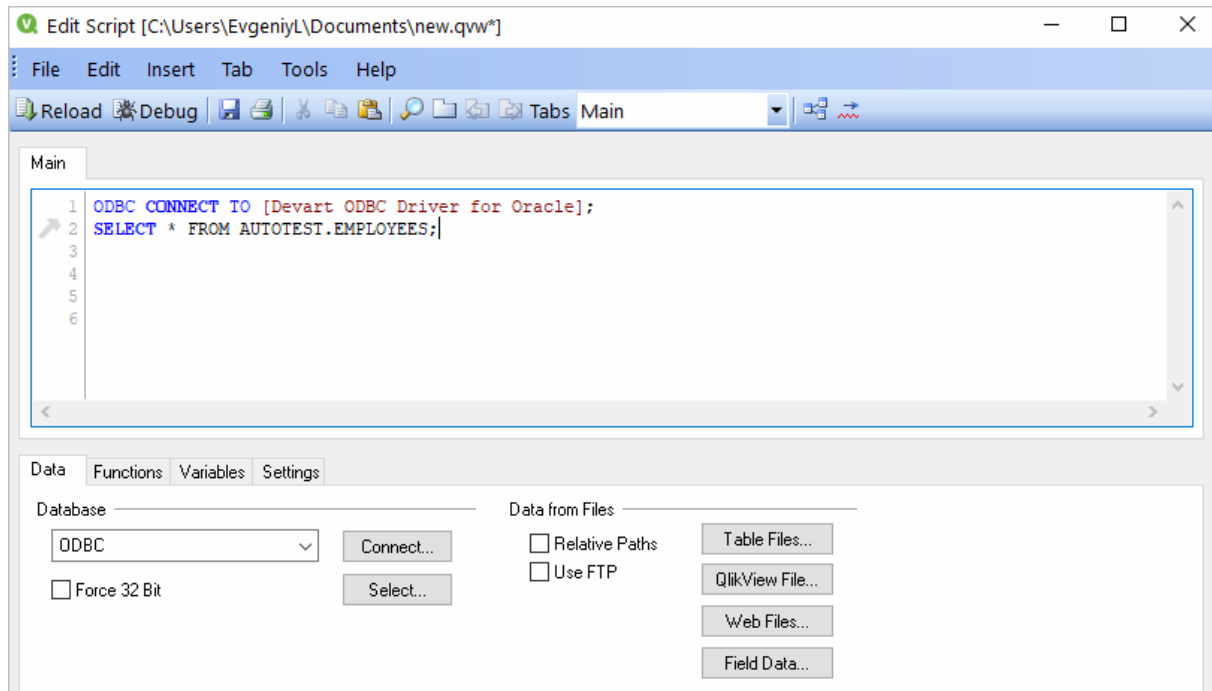 Edit Script [C:\Users\EvgeniyL\Documents\new.qvw*]
File Edit Insert Tab Tools Help
Reload Debug Tabs Main
Main
1 ODBC CONNECT TO [Devart ODBC Driver for Oracle];
2 SELECT * FROM AUTOTEST.EMPLOYEES;
3
4
5
6
Data Functions Variables Settings
Database Data from Files
ODBC Connect... Relative Paths Table Files...
Use FTP QlikView File...
Force 32 Bit Select...
Web Files...
Field Data...